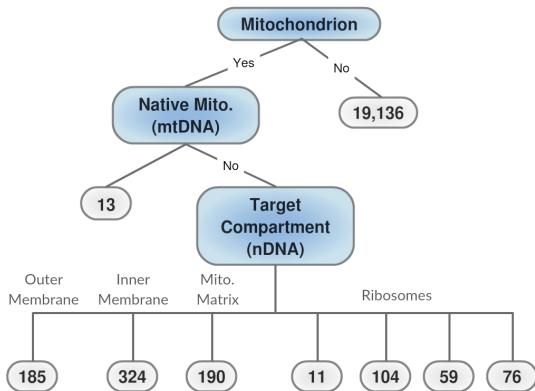 Mitochondrion
Yes
No
Native Mito.
(mtDNA)
19,136
No
13
Target
Compartment
(nDNA)
Outer
Membrane
Inner
Membrane
Mito.
Matrix
Ribosomes
185
324
190
11
104
59
76